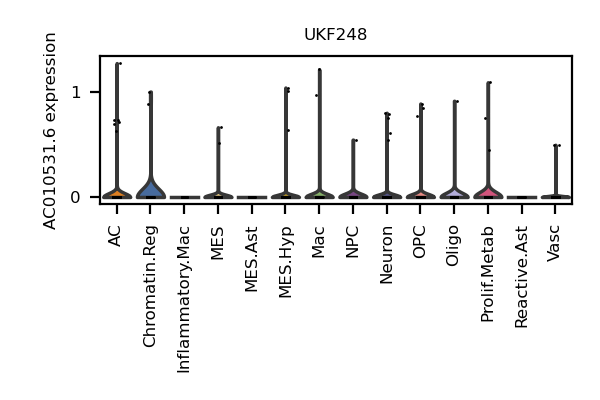 UKF248
AC010531.6 expression
1
0
AC
Chromatin.Reg
Inflammatory.Mac
MES
MES.Ast
MES.Hyp
Mac
NPC
Neuron
OPC
Oligo
Prolif.Metab
Reactive.Ast
Vasc